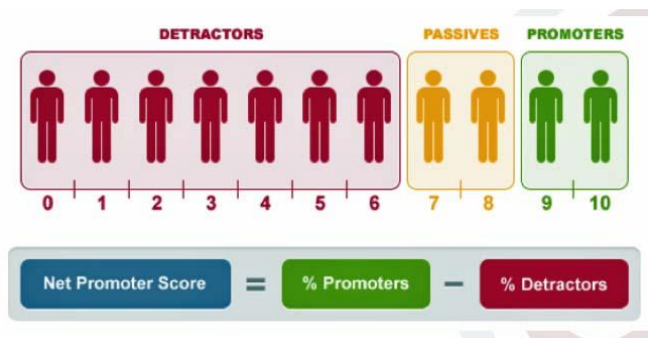 DETRACTORS PASSIVES PROMOTERS
0 1 2 3 4 5 6 7 8 9 10
Net Promoter Score = % Promoters – % Detractors